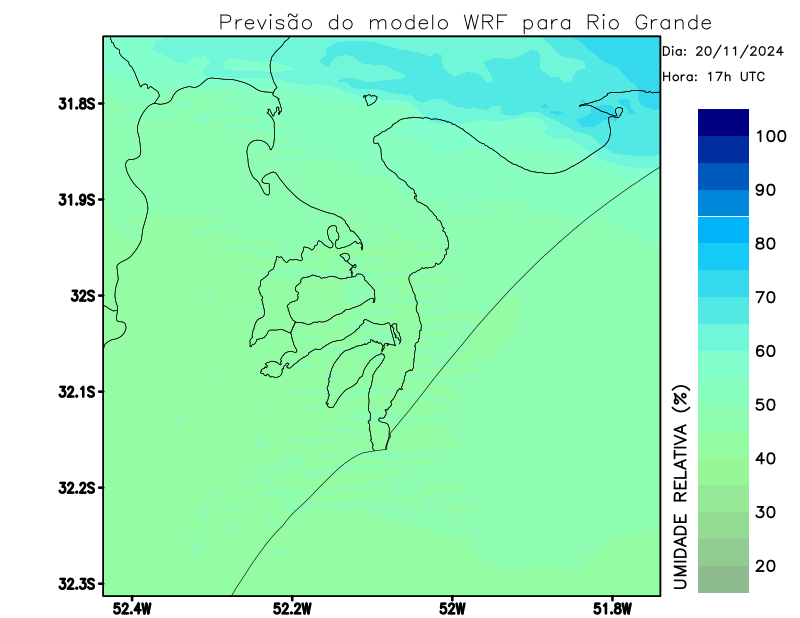 Previsão do modelo WRF para Rio Grande
Dia: 20/11/2024
Hora: 17h UTC
31.8S
31.9S
32S
32.1S
32.2S
32.3S
52.4W
52.2W
52W
51.8W
UMIDADE RELATIVA (%)
100
90
80
70
60
50
40
30
20